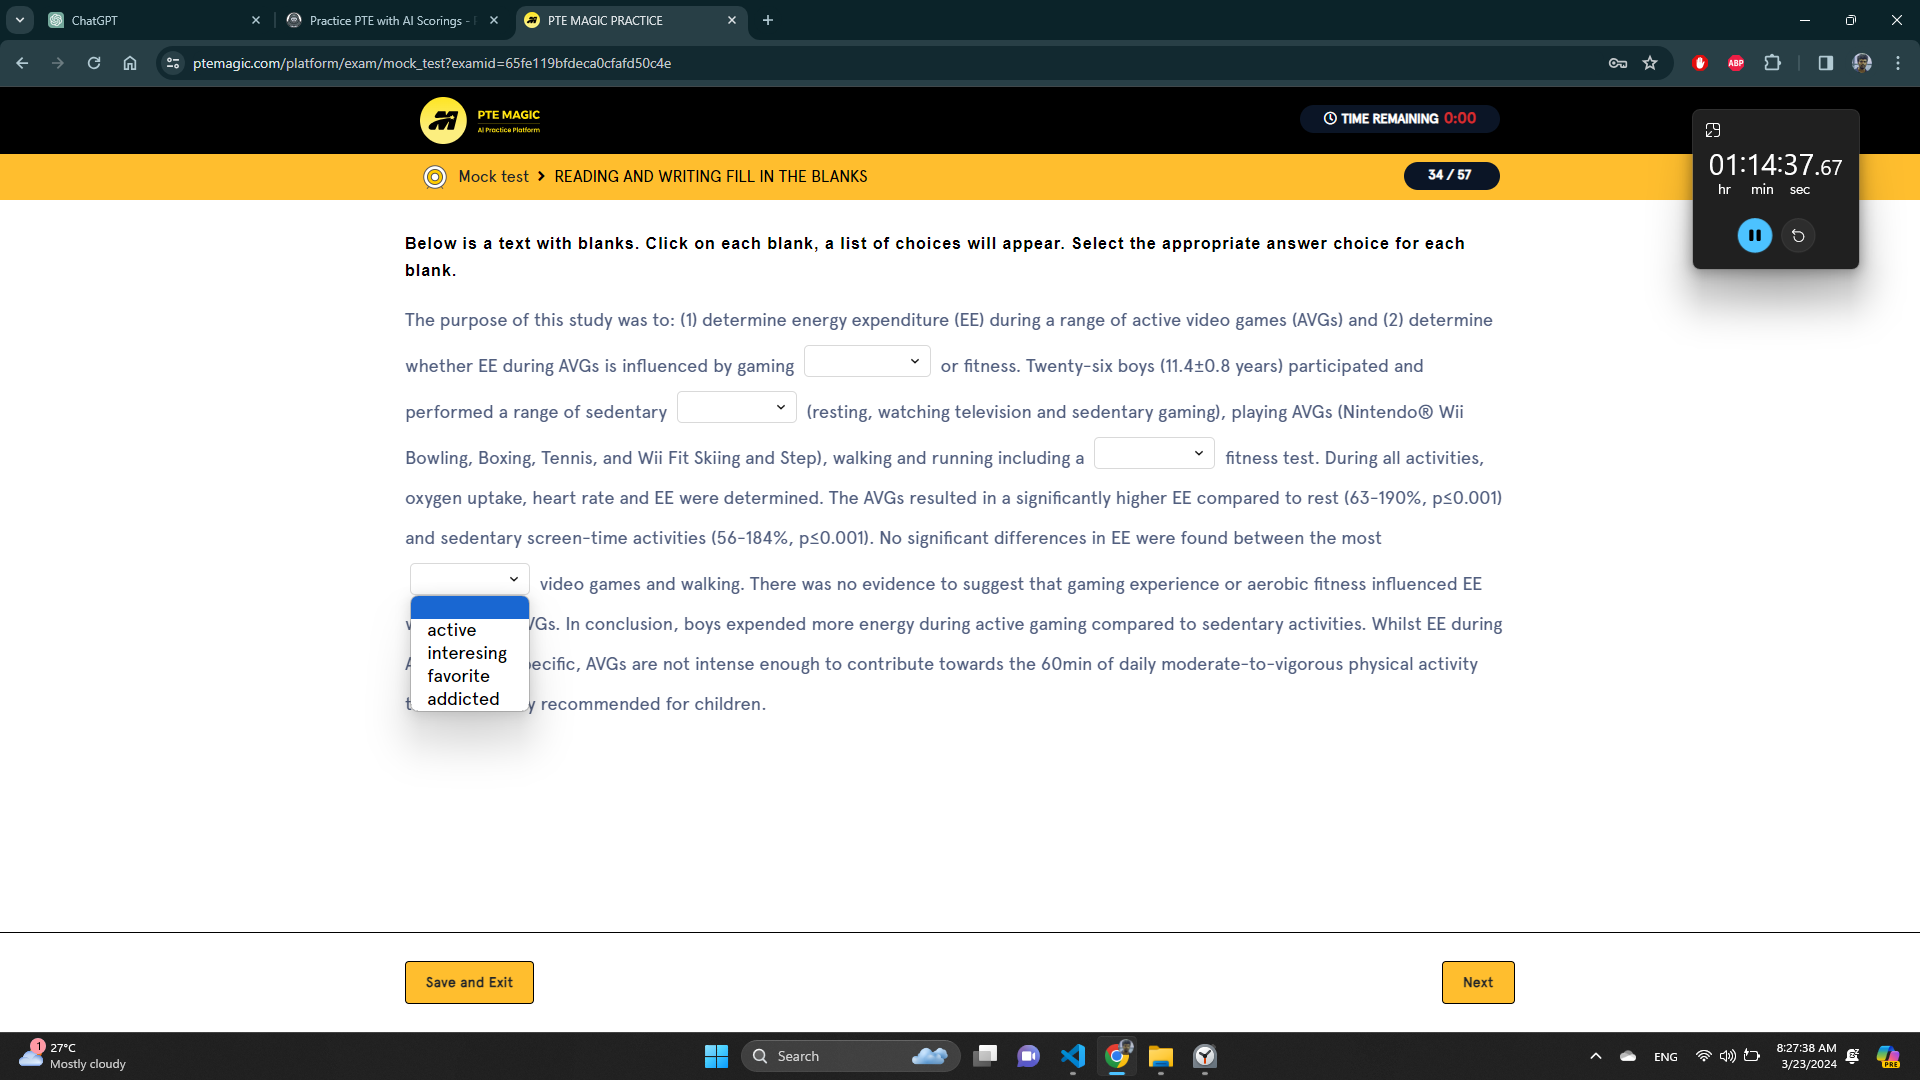 ChatGPT
Practice PTE with AI Scorings -
PTE MAGIC PRACTICE
ptemagic.com/platform/exam/mock_test?examid=65fe119bfdeca0cfafd50c4e
ABP
PTE MAGIC
AI Practice Platform
TIME REMAINING 0:00
01:14:37.67
hr min sec
Mock test > READING AND WRITING FILL IN THE BLANKS
34 / 57
Below is a text with blanks. Click on each blank, a list of choices will appear. Select the appropriate answer choice for each
blank.
The purpose of this study was to: (1) determine energy expenditure (EE) during a range of active video games (AVGs) and (2) determine
whether EE during AVGs is influenced by gaming or fitness. Twenty-six boys (11.4±0.8 years) participated and
performed a range of sedentary (resting, watching television and sedentary gaming), playing AVGs (Nintendo® Wii
Bowling, Boxing, Tennis, and Wii Fit Skiing and Step), walking and running including a fitness test. During all activities,
oxygen uptake, heart rate and EE were determined. The AVGs resulted in a significantly higher EE compared to rest (63-190%, p≤0.001)
and sedentary screen-time activities (56-184%, p≤0.001). No significant differences in EE were found between the most
video games and walking. There was no evidence to suggest that gaming experience or aerobic fitness influenced EE
VGs. In conclusion, boys expended more energy during active gaming compared to sedentary activities. Whilst EE during
ecific, AVGs are not intense enough to contribute towards the 60min of daily moderate-to-vigorous physical activity
y recommended for children.
active
interesing
favorite
addicted
Save and Exit
Next
1
27°C
Mostly cloudy
Search
ENG
8:27:38 AM
3/23/2024
PRE